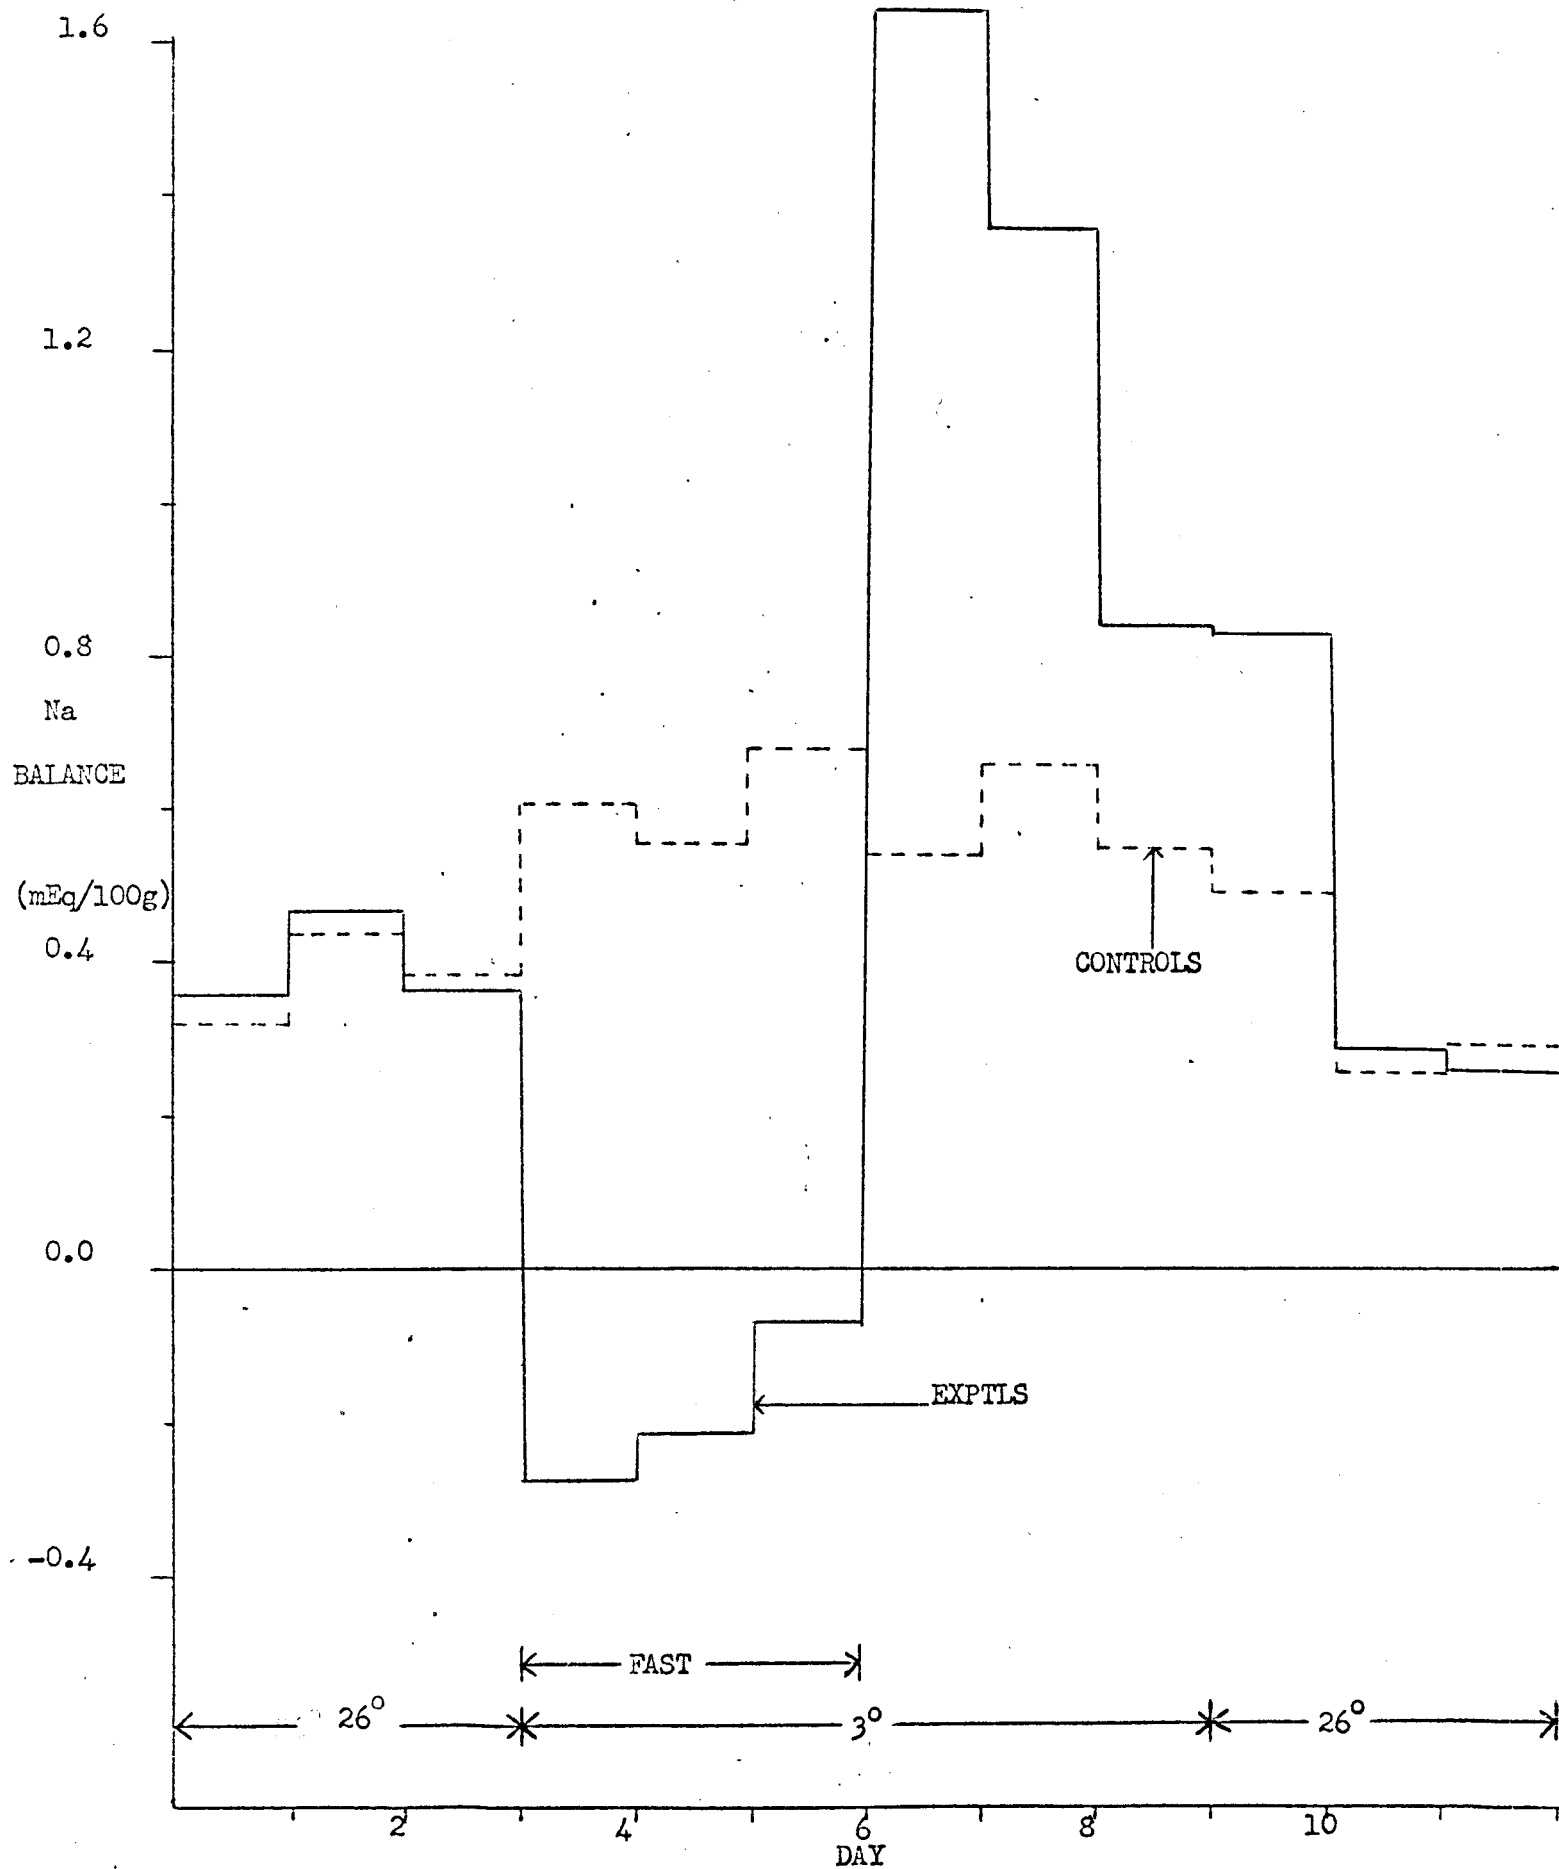 1.6
1.2
0.8
Na
BALANCE
(mEq/100g)
0.4
CONTROLS
0.0
EXPTLS
-0.4
FAST
26° 3° 26°
2 4 6 8 10
DAY